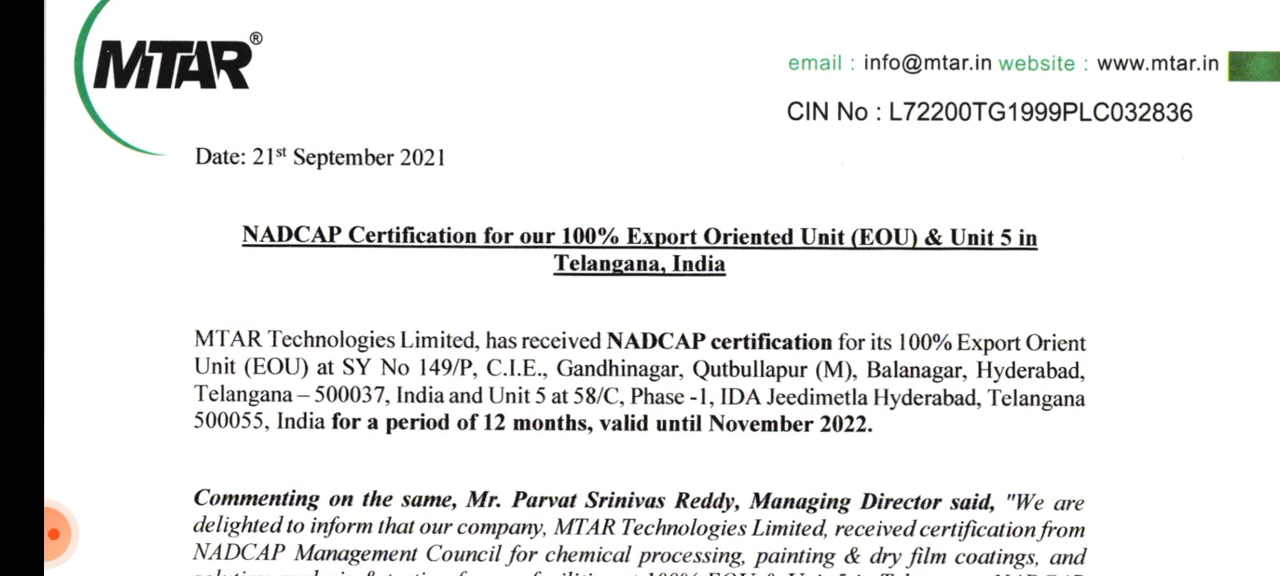 MTAR®
email : info@mtar.in website : www.mtar.in
CIN No : L72200TG1999PLC032836
Date: 21st September 2021
NADCAP Certification for our 100% Export Oriented Unit (EOU) & Unit 5 in
Telangana, India
MTAR Technologies Limited, has received NADCAP certification for its 100% Export Orient
Unit (EOU) at SY No 149/P, C.I.E., Gandhinagar, Qutbullapur (M), Balanagar, Hyderabad,
Telangana – 500037, India and Unit 5 at 58/C, Phase -1, IDA Jeedimetla Hyderabad, Telangana
500055, India for a period of 12 months, valid until November 2022.
Commenting on the same, Mr. Parvat Srinivas Reddy, Managing Director said, "We are
delighted to inform that our company, MTAR Technologies Limited, received certification from
NADCAP Management Council for chemical processing, painting & dry film coatings, and